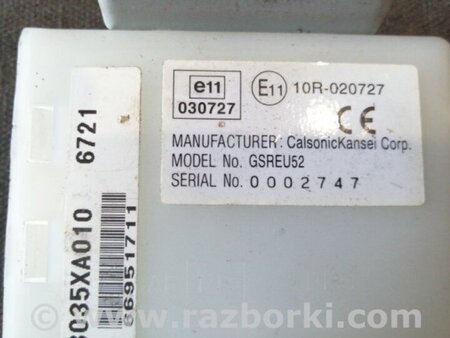 e11
030727
E11 10R-020727
CE
MANUFACTURER: CalsonicKansei Corp.
MODEL No. GSREU52
SERIAL No. 0002747
6721
8035XA010
66951711
www.razborki.com